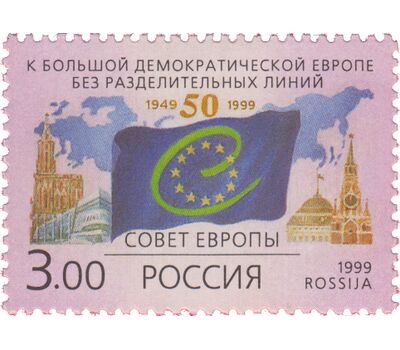 К БОЛЬШОЙ ДЕМОКРАТИЧЕСКОЙ ЕВРОПЕ
БЕЗ РАЗДЕЛИТЕЛЬНЫХ ЛИНИЙ
1949 50 1999
СОВЕТ ЕВРОПЫ
3.00 РОССИЯ 1999
ROSSIJA